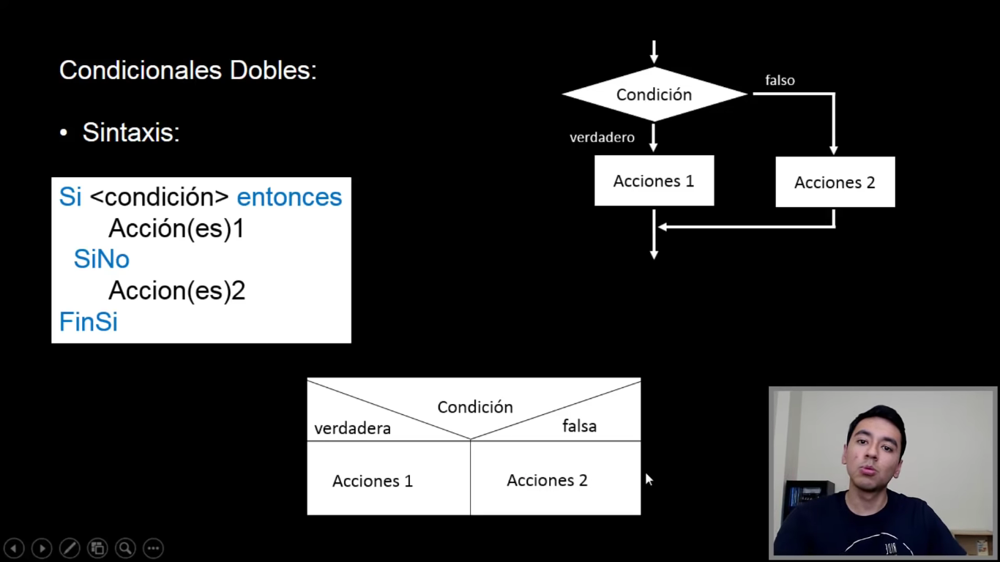 Condicionales Dobles:
• Sintaxis:
Si <condición> entonces
Acción(es)1
SiNo
Accion(es)2
FinSi
Condición
falso
verdadero
Acciones 1
Acciones 2
Condición
verdadera
falsa
Acciones 1
Acciones 2